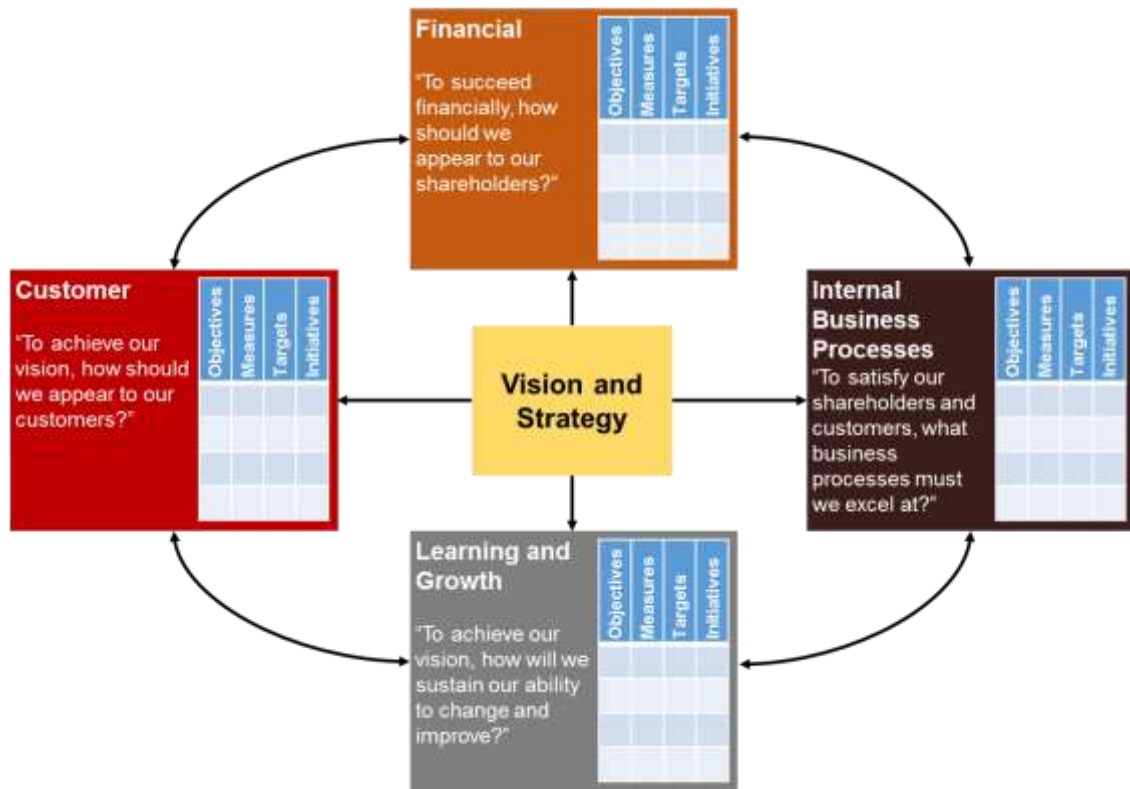 Financial
"To succeed
financially, how
should we
appear to our
shareholders?"
Objectives
Measures
Targets
Initiatives
Customer
"To achieve our
vision, how should
we appear to our
customers?"
Objectives
Measures
Targets
Initiatives
Vision and
Strategy
Internal
Business
Processes
"To satisfy our
shareholders and
customers, what
business
processes must
we excel at?"
Objectives
Measures
Targets
Initiatives
Learning and
Growth
"To achieve our
vision, how will we
sustain our ability
to change and
improve?"
Objectives
Measures
Targets
Initiatives